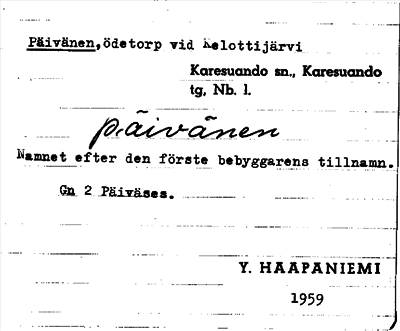 Päivänen, ödetorp vid Kelottijärvi
Karesuando sn., Karesuando
tg, Nb. l.
päivänen
Namnet efter den förste bebyggarens tillnamn.
Gn 2 Päiväses.
Y. HAAPANIEMI
1959